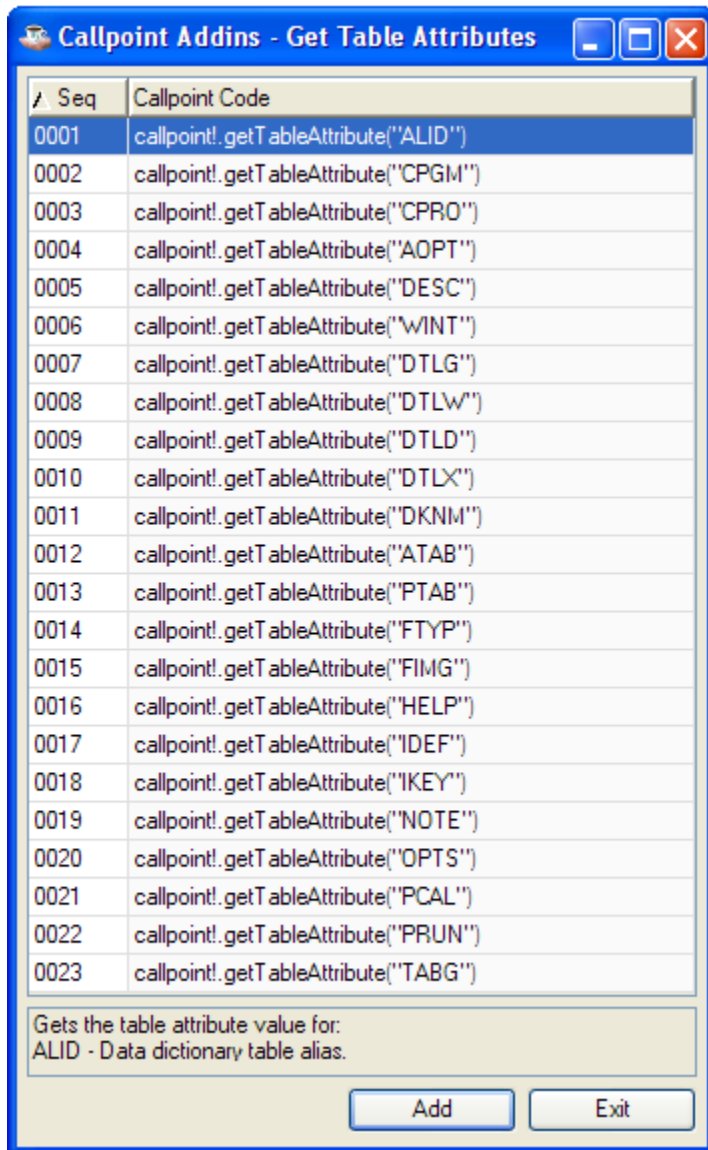 Callpoint Addins - Get Table Attributes
Seq Callpoint Code
0001 callpoint!.getTableAttribute("ALID")
0002 callpoint!.getTableAttribute("CPGM")
0003 callpoint!.getTableAttribute("CPRO")
0004 callpoint!.getTableAttribute("AOPT")
0005 callpoint!.getTableAttribute("DESC")
0006 callpoint!.getTableAttribute("WINT")
0007 callpoint!.getTableAttribute("DTLG")
0008 callpoint!.getTableAttribute("DTLW")
0009 callpoint!.getTableAttribute("DTLD")
0010 callpoint!.getTableAttribute("DTLX")
0011 callpoint!.getTableAttribute("DKNM")
0012 callpoint!.getTableAttribute("ATAB")
0013 callpoint!.getTableAttribute("PTAB")
0014 callpoint!.getTableAttribute("FTYP")
0015 callpoint!.getTableAttribute("FIMG")
0016 callpoint!.getTableAttribute("HELP")
0017 callpoint!.getTableAttribute("IDEF")
0018 callpoint!.getTableAttribute("IKEY")
0019 callpoint!.getTableAttribute("NOTE")
0020 callpoint!.getTableAttribute("OPTS")
0021 callpoint!.getTableAttribute("PCAL")
0022 callpoint!.getTableAttribute("PRUN")
0023 callpoint!.getTableAttribute("TABG")
Gets the table attribute value for:
ALID - Data dictionary table alias.
Add Exit